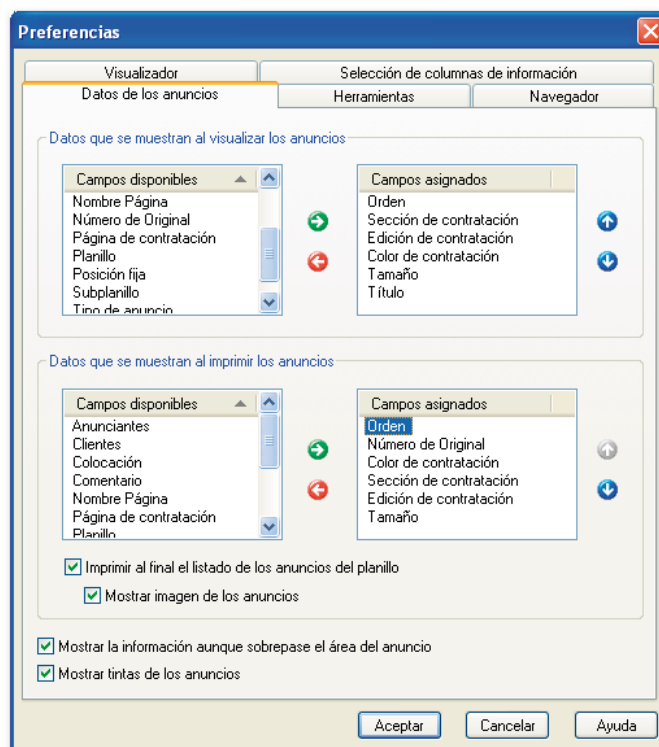 Preferencias
Visualizador
Selección de columnas de información
Datos de los anuncios
Herramientas
Navegador
Datos que se muestran al visualizar los anuncios
Campos disponibles
Nombre Página
Número de Original
Página de contratación
Planillo
Posición fija
Subplanillo
Tipo de anuncio
Campos asignados
Orden
Sección de contratación
Edición de contratación
Color de contratación
Tamaño
Título
Datos que se muestran al imprimir los anuncios
Campos disponibles
Anunciantes
Clientes
Colocación
Comentario
Nombre Página
Página de contratación
Planillo
Campos asignados
Orden
Número de Original
Color de contratación
Sección de contratación
Edición de contratación
Tamaño
Imprimir al final el listado de los anuncios del planillo
Mostrar imagen de los anuncios
Mostrar la información aunque sobrepase el área del anuncio
Mostrar tintas de los anuncios
Aceptar
Cancelar
Ayuda